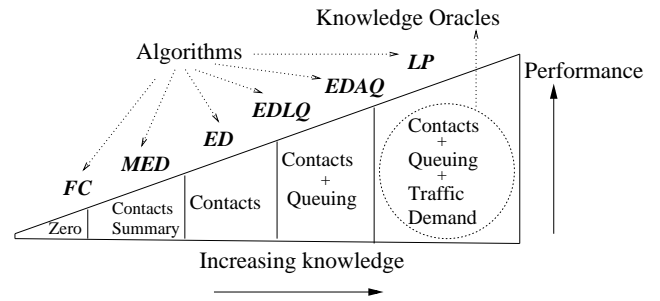 Knowledge Oracles
Algorithms
LP
Performance
EDAQ
EDLQ
ED
MED
FC
Contacts
+
Queuing
+
Traffic
Demand
Contacts
+
Queuing
Contacts
Contacts
Summary
Zero
Increasing knowledge